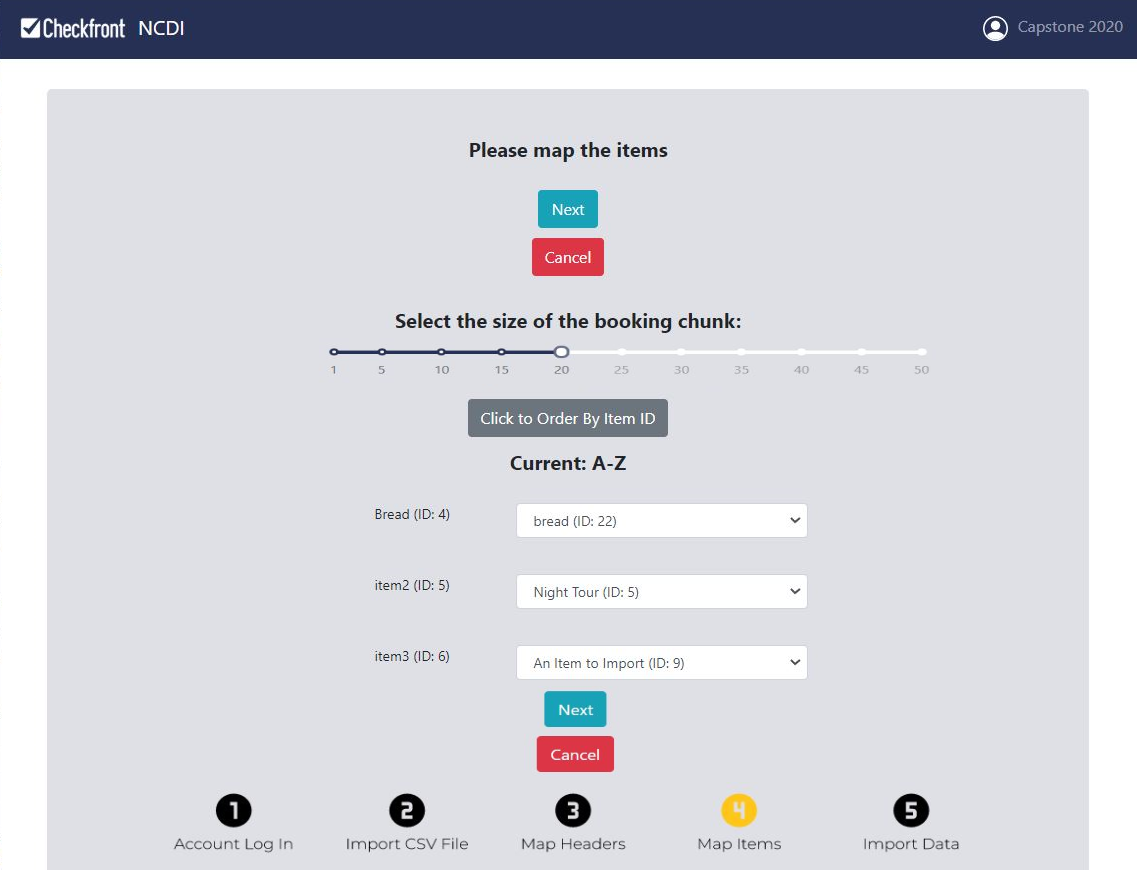 Checkfront NCDI Capstone 2020
Please map the items
Next
Cancel
Select the size of the booking chunk:
1 5 10 15 20 25 30 35 40 45 50
Click to Order By Item ID
Current: A-Z
Bread (ID: 4) bread (ID: 22)
item2 (ID: 5) Night Tour (ID: 5)
item3 (ID: 6) An Item to Import (ID: 9)
Next
Cancel
1 2 3 4 5
Account Log In Import CSV File Map Headers Map Items Import Data